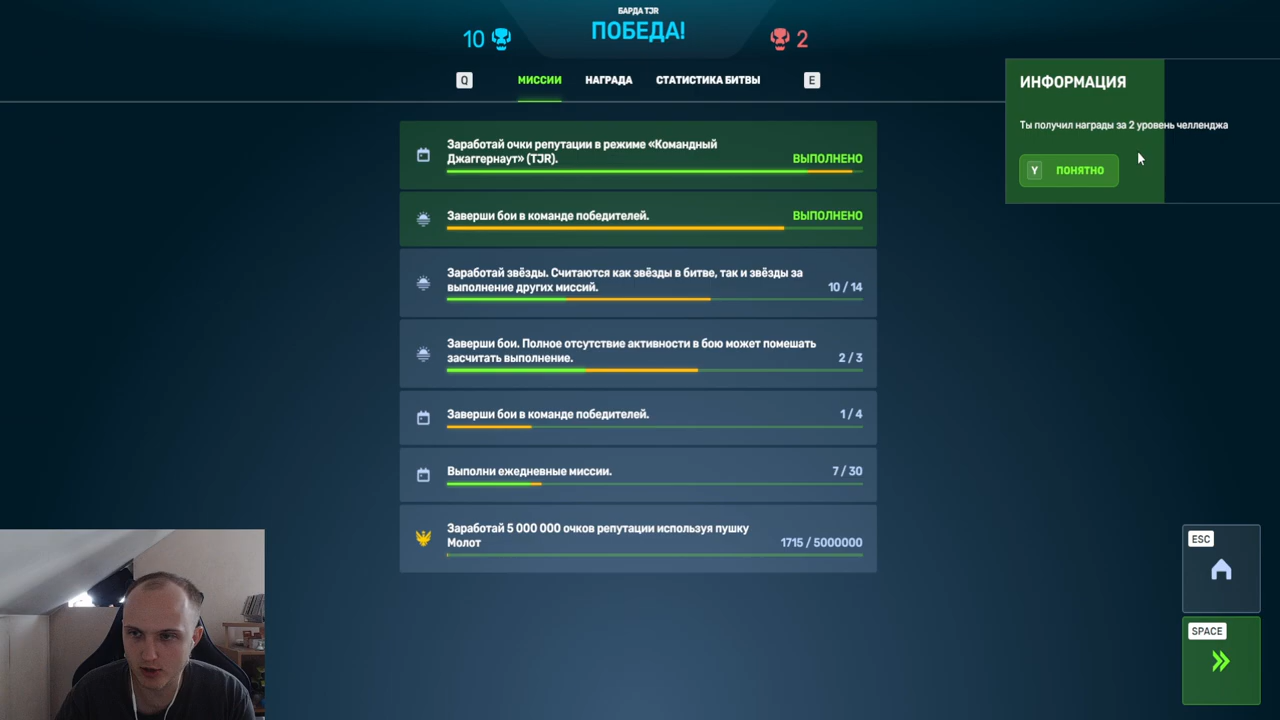 БАРДА TJR
10
ПОБЕДА!
2
Q
МИССИИ
НАГРАДА
СТАТИСТИКА БИТВЫ
E
ИНФОРМАЦИЯ
Ты получил награды за 2 уровень челленджа
Y ПОНЯТНО
Заработай очки репутации в режиме «Командный
Джаггернаут» (TJR).
ВЫПОЛНЕНО
Заверши бои в команде победителей.
ВЫПОЛНЕНО
Заработай звёзды. Считаются как звёзды в битве, так и звёзды за
выполнение других миссий.
10 / 14
Заверши бои. Полное отсутствие активности в бою может помешать
засчитать выполнение.
2 / 3
Заверши бои в команде победителей.
1 / 4
Выполни ежедневные миссии.
7 / 30
Заработай 5 000 000 очков репутации используя пушку
Молот
1715 / 5000000
ESC
SPACE